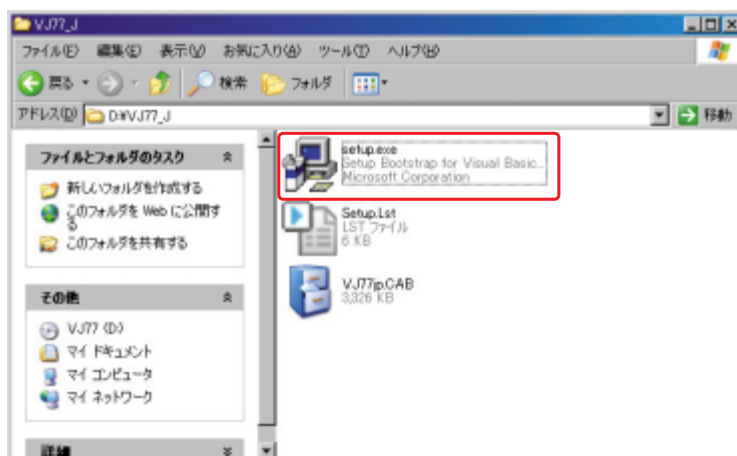 VJ77_J
ファイル(F) 編集(E) 表示(V) お気に入り(A) ツール(T) ヘルプ(H)
戻る 検索 フォルダ
アドレス(D) D:¥VJ77_J 移動
ファイルとフォルダのタスク
新しいフォルダを作成する
このフォルダを Web に公開す
る
このフォルダを共有する
その他
VJ77 (D:)
マイ ドキュメント
マイ コンピュータ
マイ ネットワーク
詳細
setup.exe
Setup Bootstrap for Visual Basic...
Microsoft Corporation
Setup.Lst
LST ファイル
6 KB
VJ77jp.CAB
3,326 KB